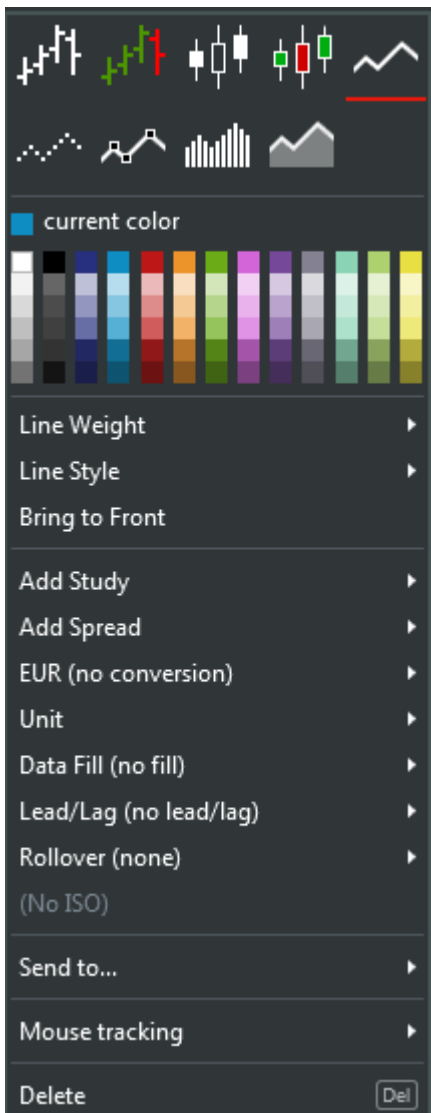 current color
Line Weight
Line Style
Bring to Front
Add Study
Add Spread
EUR (no conversion)
Unit
Data Fill (no fill)
Lead/Lag (no lead/lag)
Rollover (none)
(No ISO)
Send to...
Mouse tracking
Delete Del